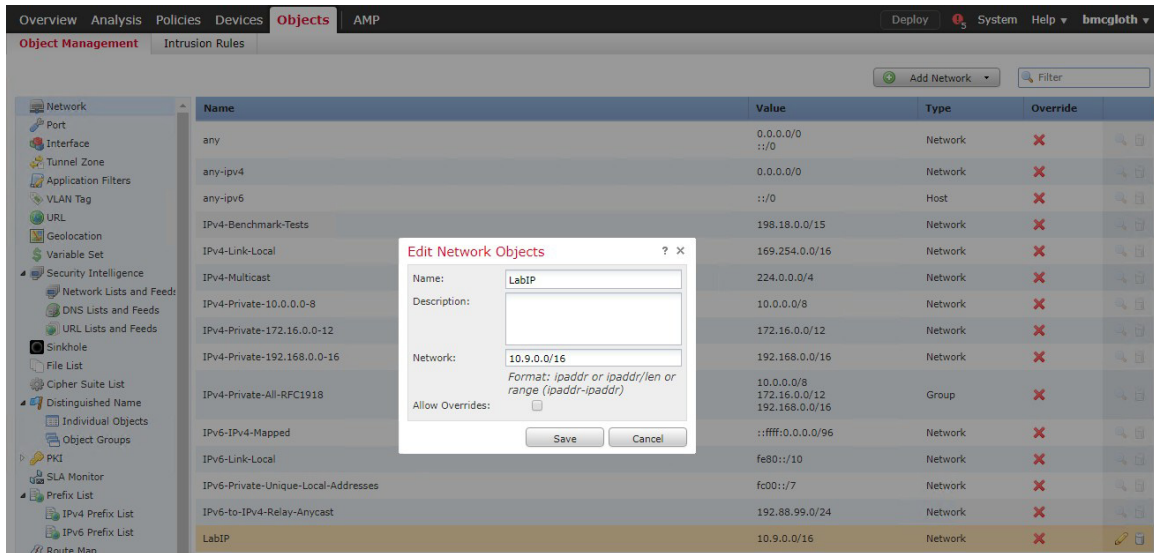 Overview Analysis Policies Devices Objects AMP Deploy 5 System Help bmcgloth
Object Management Intrusion Rules
Add Network Filter
Network
Port
Interface
Tunnel Zone
Application Filters
VLAN Tag
URL
Geolocation
Variable Set
Security Intelligence
Network Lists and Feeds
DNS Lists and Feeds
URL Lists and Feeds
Sinkhole
File List
Cipher Suite List
Distinguished Name
Individual Objects
Object Groups
PKI
SLA Monitor
Prefix List
IPv4 Prefix List
IPv6 Prefix List
Route Map
Name Value Type Override
any 0.0.0.0/0 Network
::/0
any-ipv4 0.0.0.0/0 Network
any-ipv6 ::/0 Host
IPv4-Benchmark-Tests 198.18.0.0/15 Network
IPv4-Link-Local 169.254.0.0/16 Network
IPv4-Multicast 224.0.0.0/4 Network
IPv4-Private-10.0.0.0-8 10.0.0.0/8 Network
IPv4-Private-172.16.0.0-12 172.16.0.0/12 Network
IPv4-Private-192.168.0.0-16 192.168.0.0/16 Network
10.0.0.0/8
IPv4-Private-All-RFC1918 172.16.0.0/12 Group
192.168.0.0/16
IPv6-IPv4-Mapped ::ffff:0.0.0.0/96 Network
IPv6-Link-Local fe80::/10 Network
IPv6-Private-Unique-Local-Addresses fc00::/7 Network
IPv6-to-IPv4-Relay-Anycast 192.88.99.0/24 Network
LabIP 10.9.0.0/16 Network
Edit Network Objects ? ×
Name: LabIP
Description:
Network: 10.9.0.0/16
Format: ipaddr or ipaddr/len or
range (ipaddr-ipaddr)
Allow Overrides:
Save Cancel